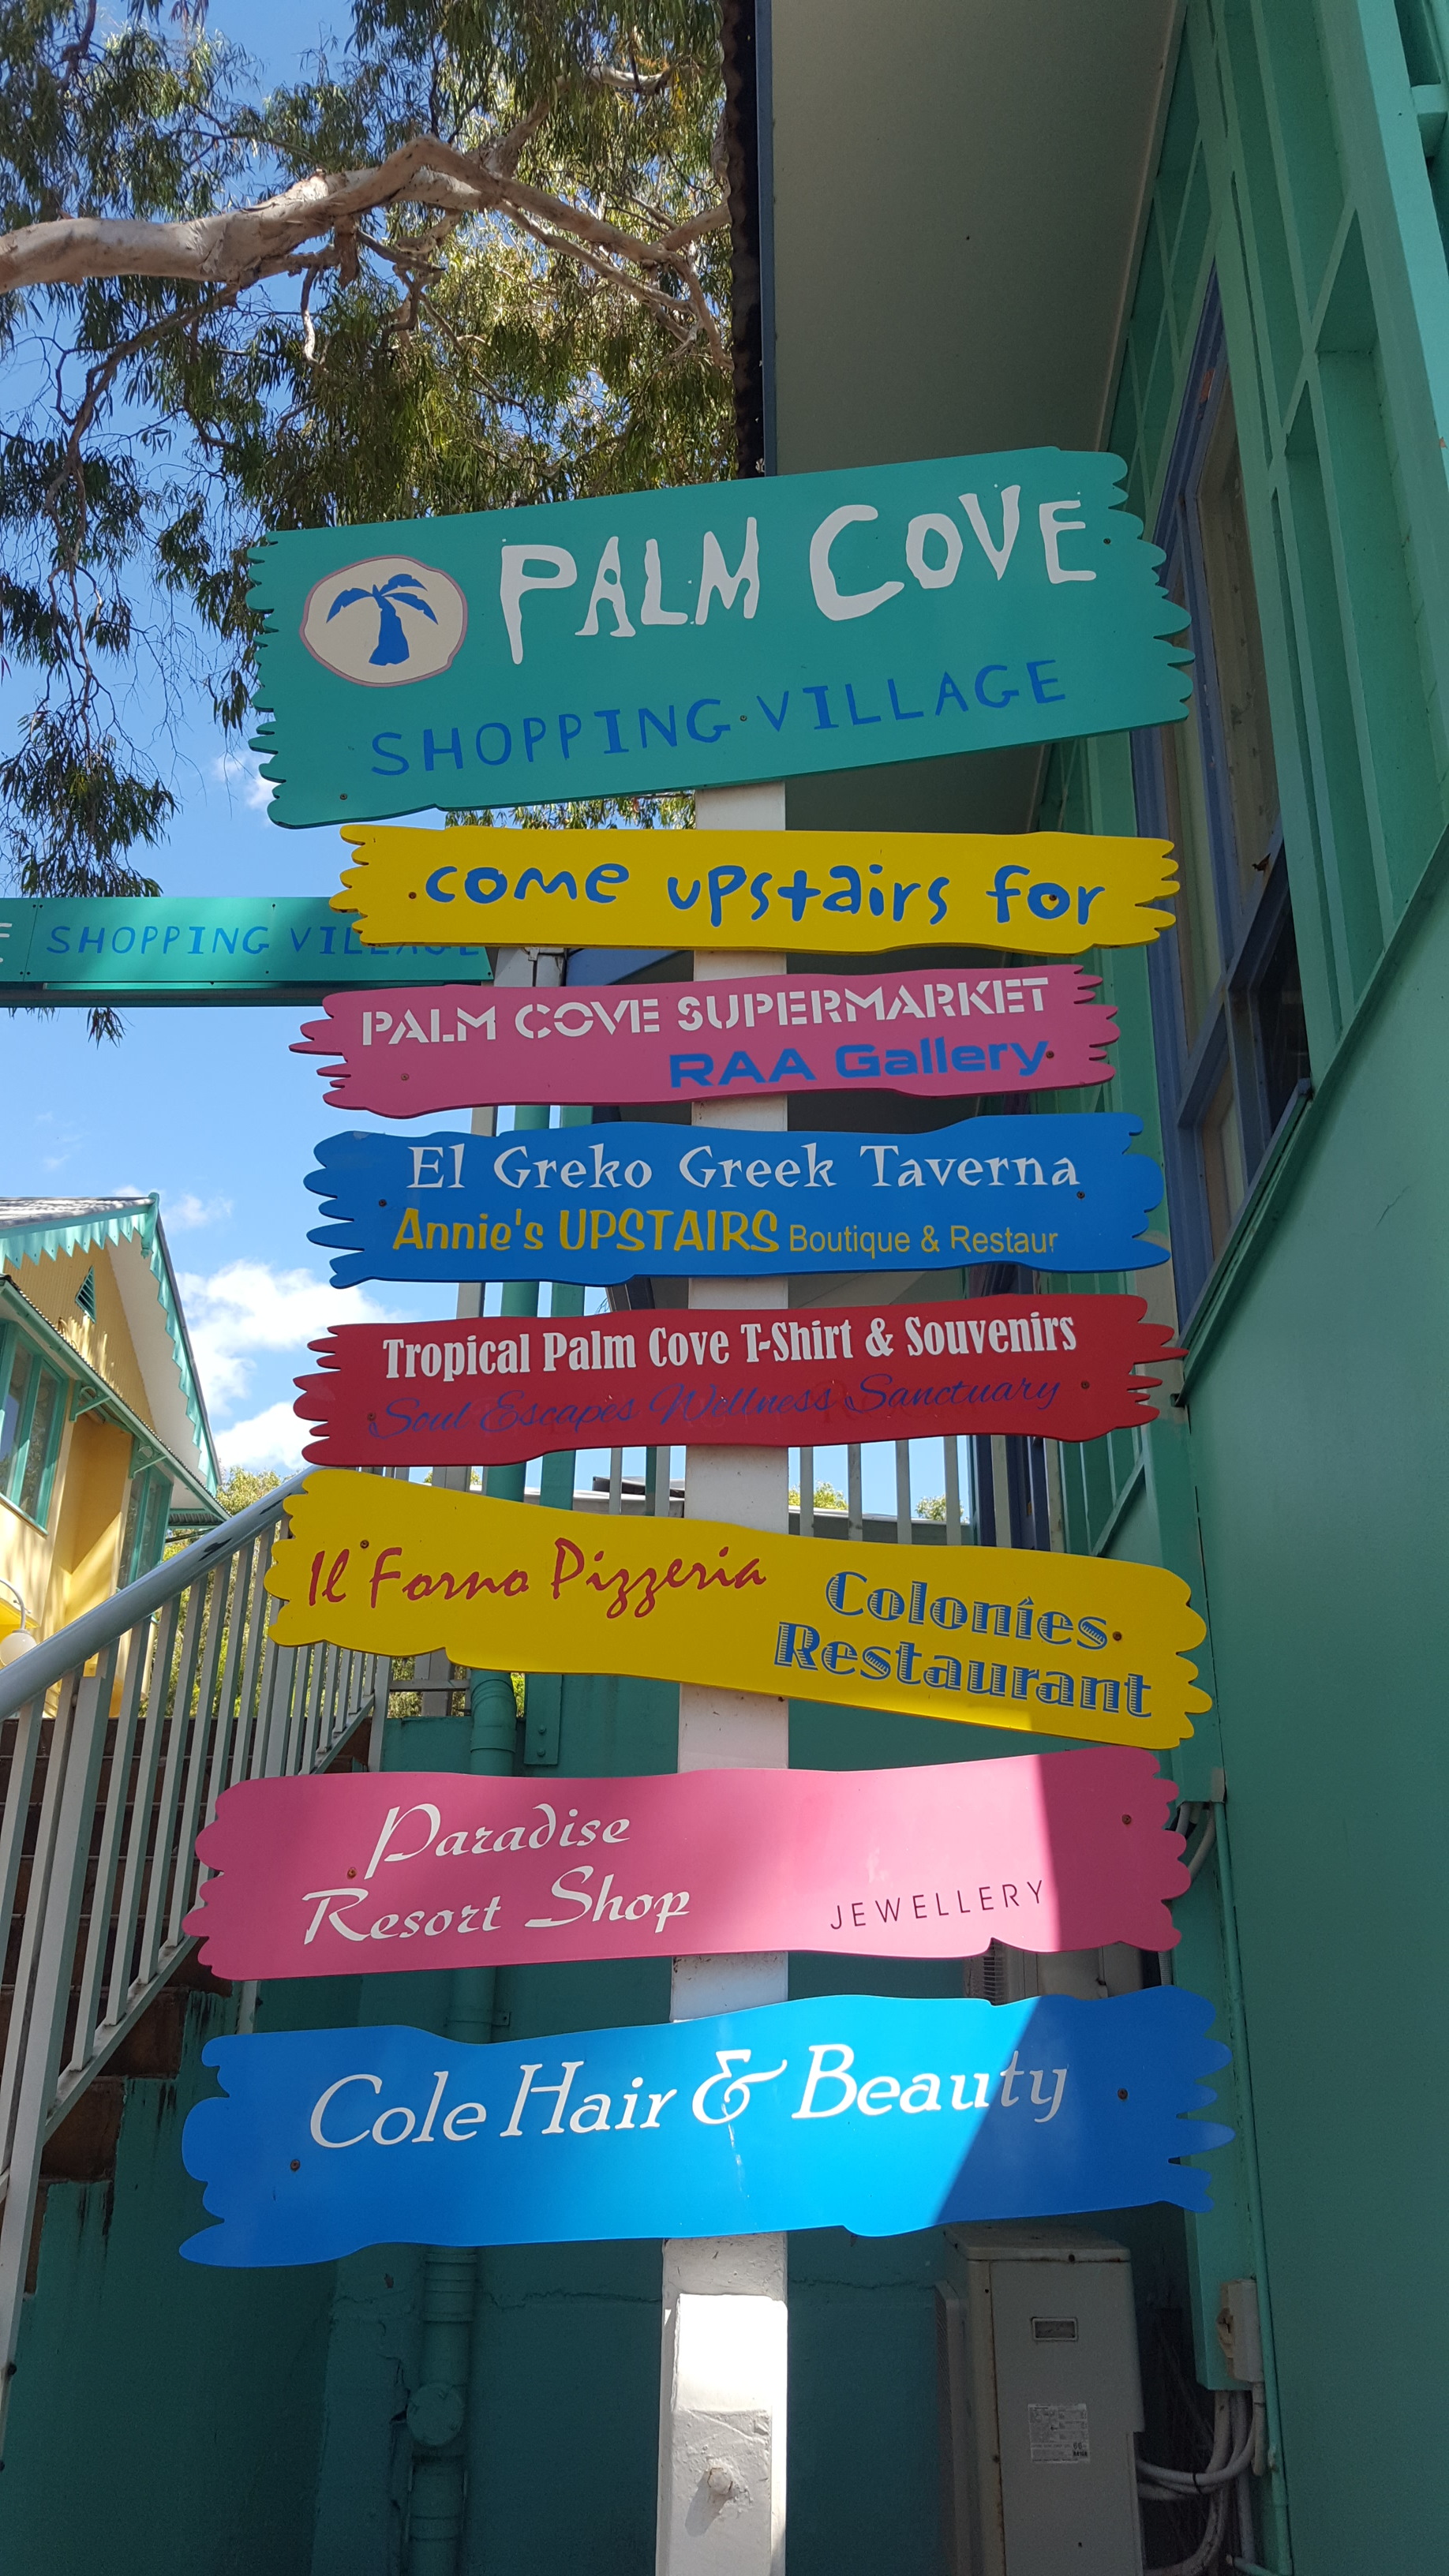 PALM COVE
SHOPPING VILLAGE
come upstairs for
SHOPPING VILLAGE
PALM COVE SUPERMARKET
RAA Gallery
El Greko Greek Taverna
Annie's UPSTAIRS Boutique & Restaur
Tropical Palm Cove T-Shirt & Souvenirs
Soul Escapes Wellness Sanctuary
Il Forno Pizzeria
Colonies
Restaurant
Paradise
Resort Shop
JEWELLERY
Cole Hair & Beauty